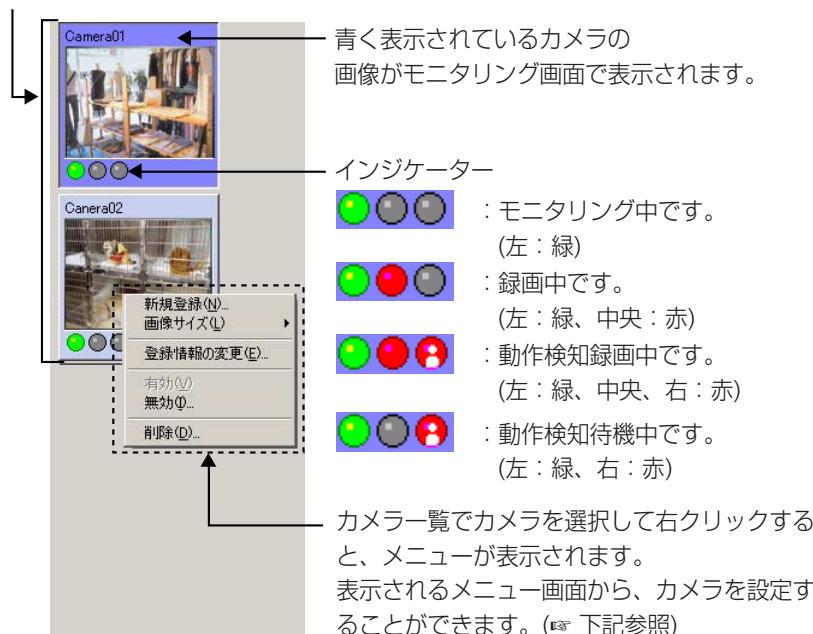 Camera01
青く表示されているカメラの
画像がモニタリング画面で表示されます。
インジケーター
：モニタリング中です。
(左：緑)
：録画中です。
(左：緑、中央：赤)
：動作検知録画中です。
(左：緑、中央、右：赤)
：動作検知待機中です。
(左：緑、右：赤)
Canera02
新規登録(N)...
画像サイズ(L)
登録情報の変更(E)...
有効(V)
無効(I)...
削除(D)...
カメラ一覧でカメラを選択して右クリックする
と、メニューが表示されます。
表示されるメニュー画面から、カメラを設定す
ることができます。(☞ 下記参照)